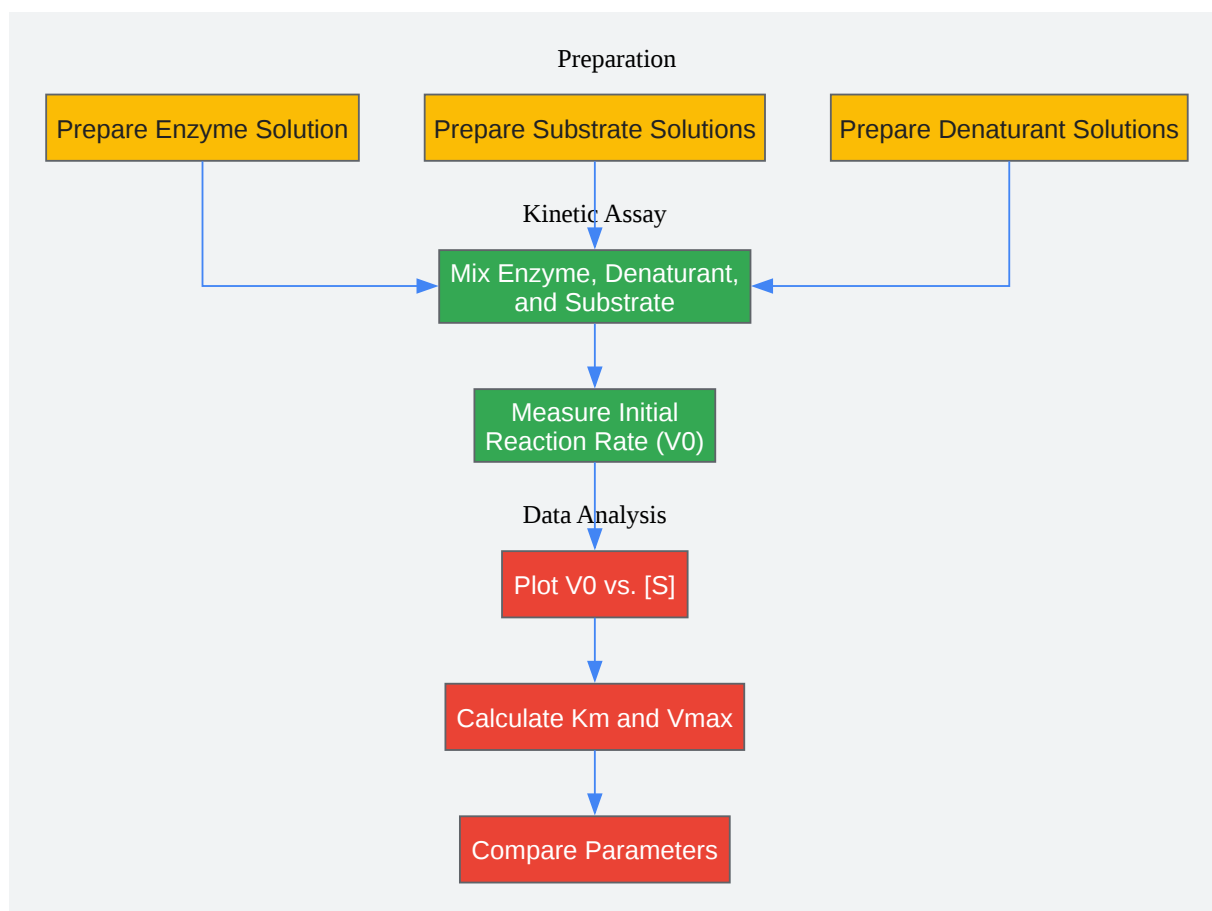 Preparation
Prepare Enzyme Solution
Prepare Substrate Solutions
Prepare Denaturant Solutions
Kinetic Assay
Mix Enzyme, Denaturant,
and Substrate
Measure Initial
Reaction Rate (V0)
Data Analysis
Plot V0 vs. [S]
Calculate Km and Vmax
Compare Parameters